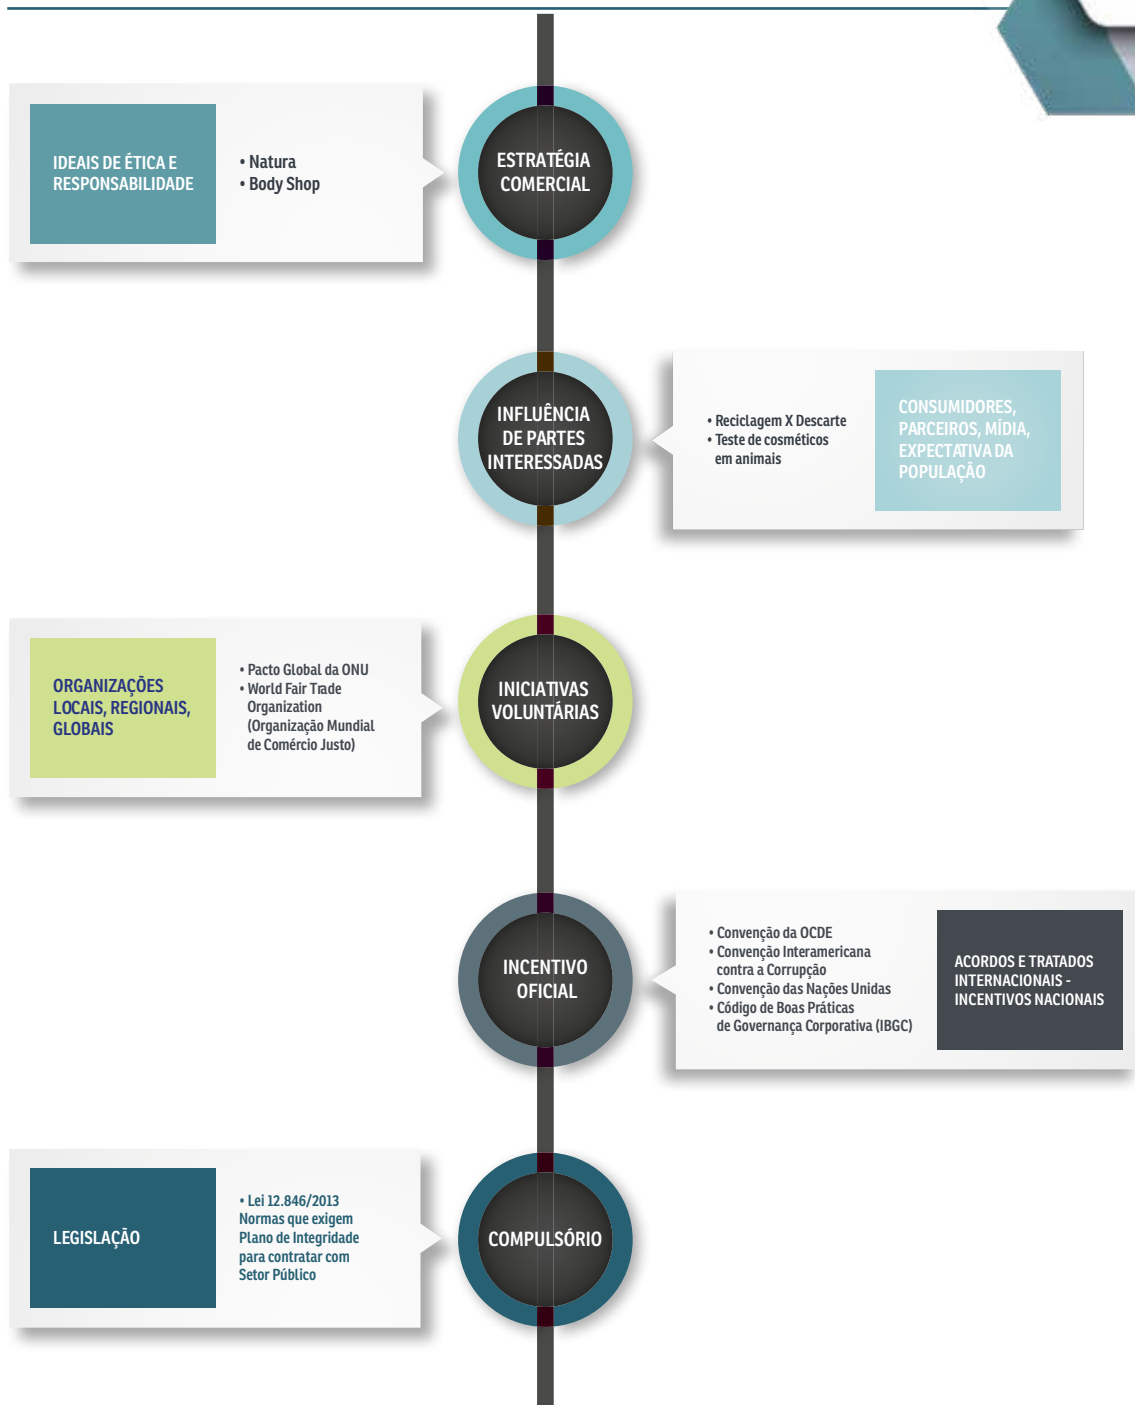 IDEAIS DE ÉTICA E
RESPONSABILIDADE
• Natura
• Body Shop
ESTRATÉGIA
COMERCIAL
INFLUÊNCIA
DE PARTES
INTERESSADAS
• Reciclagem X Descarte
• Teste de cosméticos
em animais
CONSUMIDORES,
PARCEIROS, MÍDIA,
EXPECTATIVA DA
POPULAÇÃO
ORGANIZAÇÕES
LOCAIS, REGIONAIS,
GLOBAIS
• Pacto Global da ONU
• World Fair Trade
Organization
(Organização Mundial
de Comércio Justo)
INICIATIVAS
VOLUNTÁRIAS
INCENTIVO
OFICIAL
• Convenção da OCDE
• Convenção Interamericana
contra a Corrupção
• Convenção das Nações Unidas
• Código de Boas Práticas
de Governança Corporativa (IBGC)
ACORDOS E TRATADOS
INTERNACIONAIS -
INCENTIVOS NACIONAIS
LEGISLAÇÃO
• Lei 12.846/2013
Normas que exigem
Plano de Integridade
para contratar com
Setor Público
COMPULSÓRIO